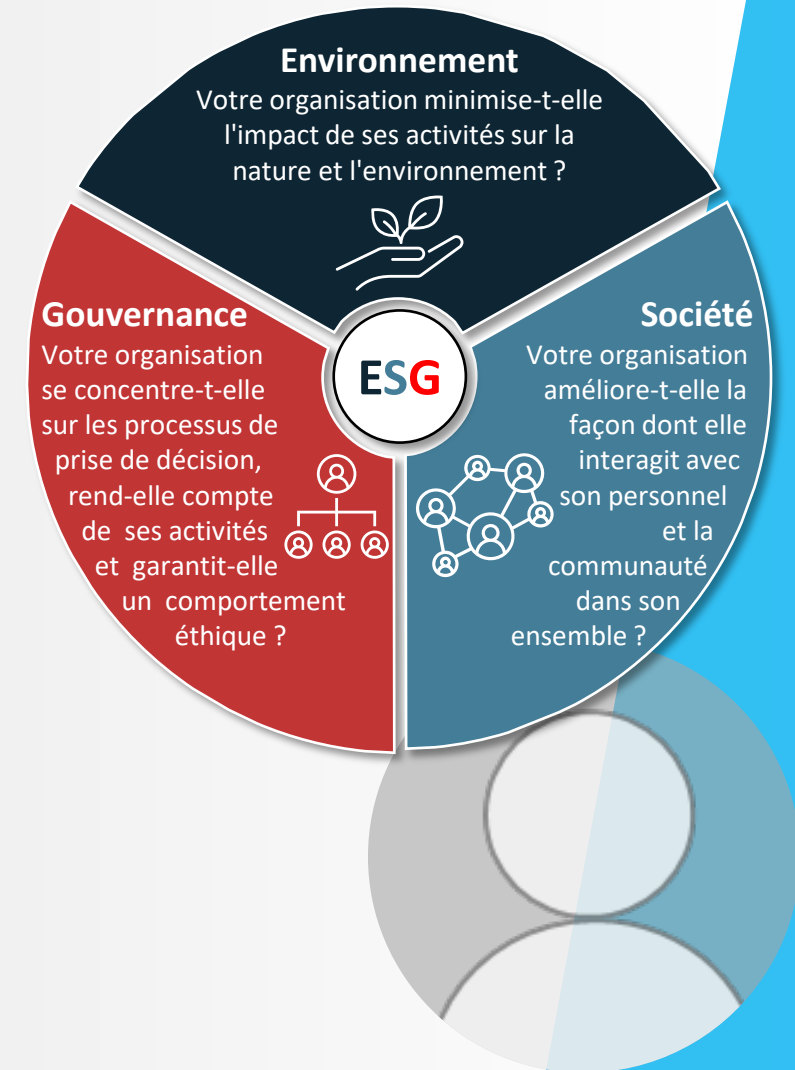 Environnement
Votre organisation minimise-t-elle
l'impact de ses activités sur la
nature et l'environnement ?
Gouvernance
Votre organisation
se concentre-t-elle
sur les processus de
prise de décision,
rend-elle compte
de ses activités
et garantit-elle
un comportement
éthique ?
ESG
Société
Votre organisation
améliore-t-elle la
façon dont elle
interagit avec
son personnel
et la
communauté
dans son
ensemble ?